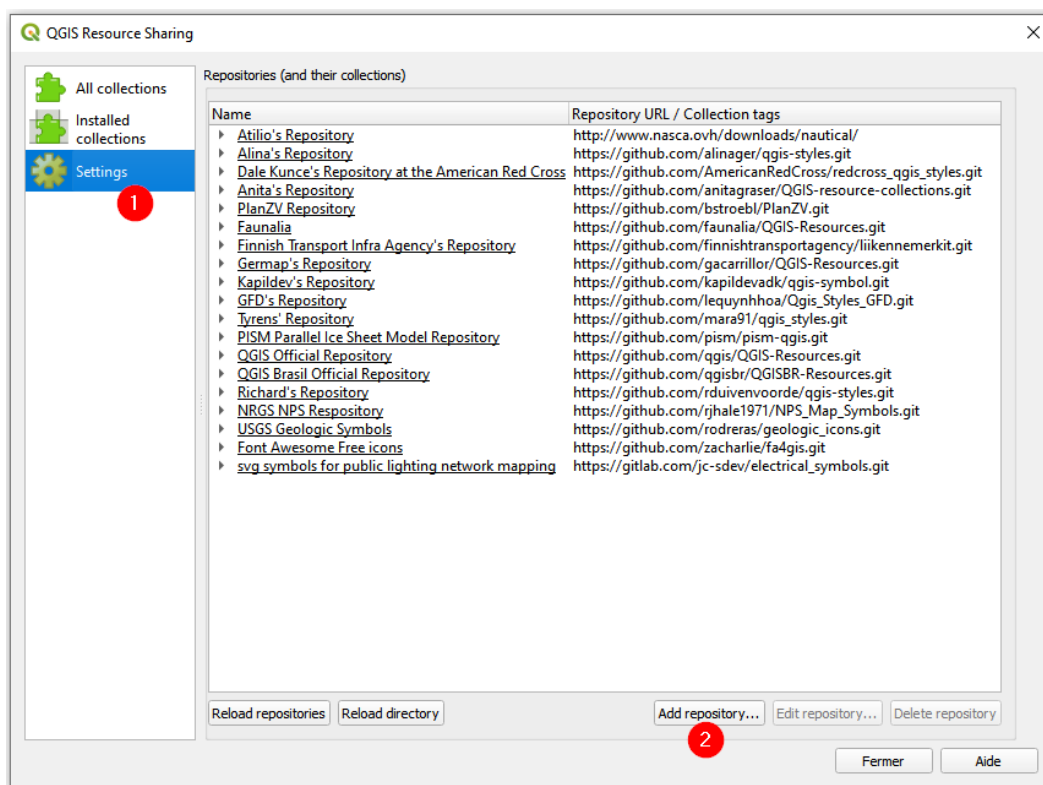 QGIS Resource Sharing
All collections
Installed
collections
Settings
1
Repositories (and their collections)
Name Repository URL / Collection tags
Atilio's Repository http://www.nasca.ovh/downloads/nautical/
Alina's Repository https://github.com/alinager/qgis-styles.git
Dale Kunce's Repository at the American Red Cross https://github.com/AmericanRedCross/redcross_qgis_styles.git
Anita's Repository https://github.com/anitagraser/QGIS-resource-collections.git
PlanZV Repository https://github.com/bstroebl/PlanZV.git
Faunalia https://github.com/faunalia/QGIS-Resources.git
Finnish Transport Infra Agency's Repository https://github.com/finnishtransportagency/liikennemerkit.git
Germap's Repository https://github.com/gacarrillor/QGIS-Resources.git
Kapildev's Repository https://github.com/kapildevadk/qgis-symbol.git
GFD's Repository https://github.com/lequynhhoa/Qgis_Styles_GFD.git
Tyrens' Repository https://github.com/mara91/qgis_styles.git
PISM Parallel Ice Sheet Model Repository https://github.com/pism/pism-qgis.git
QGIS Official Repository https://github.com/qgis/QGIS-Resources.git
QGIS Brasil Official Repository https://github.com/qgisbr/QGISBR-Resources.git
Richard's Repository https://github.com/rduivenvoorde/qgis-styles.git
NRGS NPS Respository https://github.com/rjhale1971/NPS_Map_Symbols.git
USGS Geologic Symbols https://github.com/rodreras/geologic_icons.git
Font Awesome Free icons https://github.com/zacharlie/fa4gis.git
svg symbols for public lighting network mapping https://gitlab.com/jc-sdev/electrical_symbols.git
Reload repositories Reload directory Add repository... Edit repository... Delete repository
2
Fermer Aide